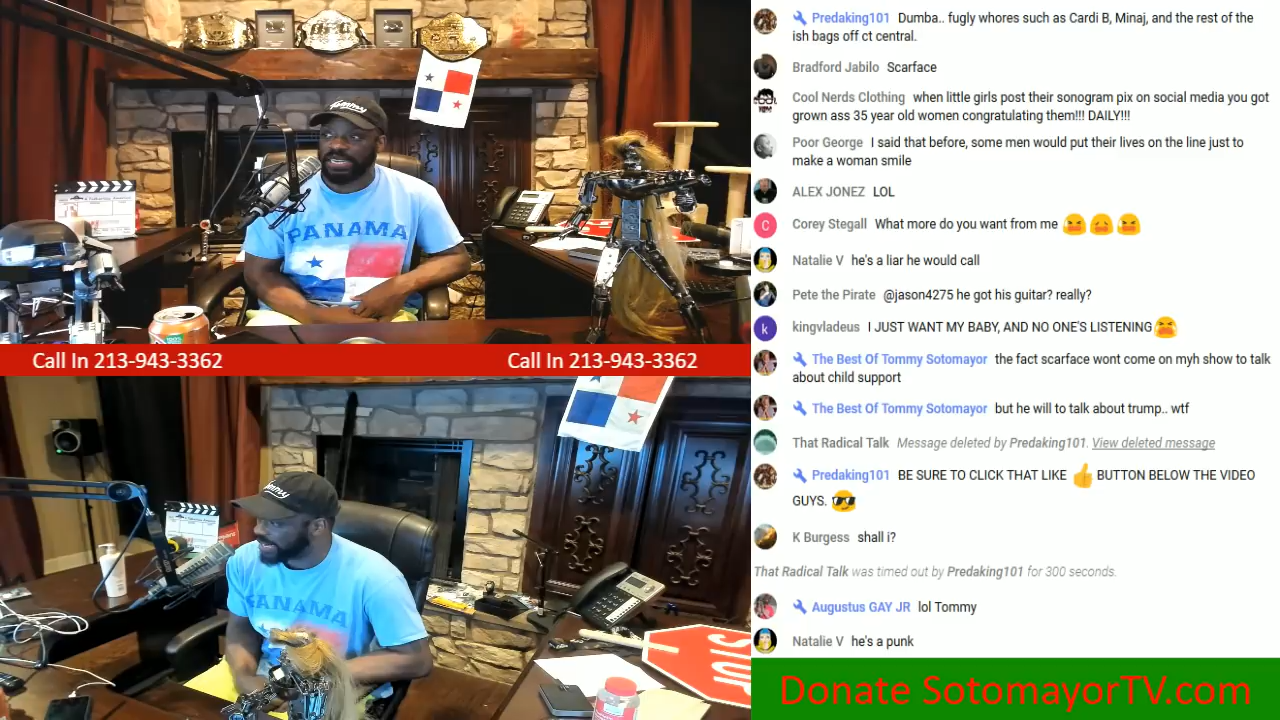 Tommy
PANAMA
Call In 213-943-3362
Call In 213-943-3362
Tommy
PANAMA
Predaking101 Dumba.. fugly whores such as Cardi B, Minaj, and the rest of the
ish bags off ct central.
Bradford Jabilo Scarface
Cool Nerds Clothing when little girls post their sonogram pix on social media you got
grown ass 35 year old women congratulating them!!! DAILY!!!
Poor George I said that before, some men would put their lives on the line just to
make a woman smile
ALEX JONEZ LOL
C Corey Stegall What more do you want from me
Natalie V he's a liar he would call
Pete the Pirate @jason4275 he got his guitar? really?
k kingvladeus I JUST WANT MY BABY, AND NO ONE'S LISTENING
The Best Of Tommy Sotomayor the fact scarface wont come on myh show to talk
about child support
The Best Of Tommy Sotomayor but he will to talk about trump.. wtf
That Radical Talk Message deleted by Predaking101. View deleted message
Predaking101 BE SURE TO CLICK THAT LIKE BUTTON BELOW THE VIDEO
GUYS.
K Burgess shall i?
That Radical Talk was timed out by Predaking101 for 300 seconds.
Augustus GAY JR lol Tommy
Natalie V he's a punk
Donate SotomayorTV.com